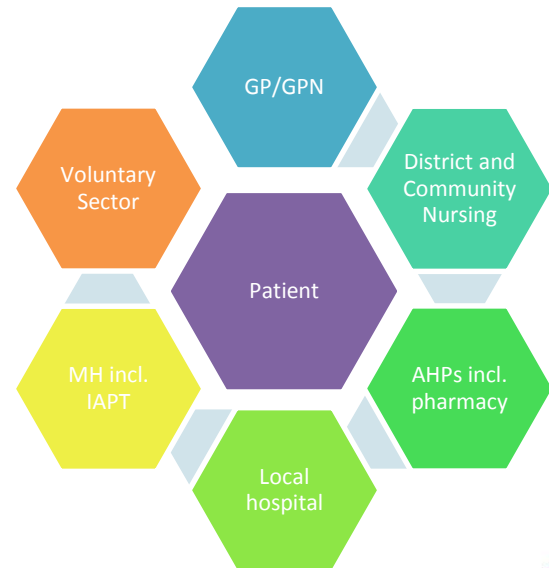 GP/GPN
Voluntary
Sector
District and
Community
Nursing
Patient
MH incl.
IAPT
AHPs incl.
pharmacy
Local
hospital